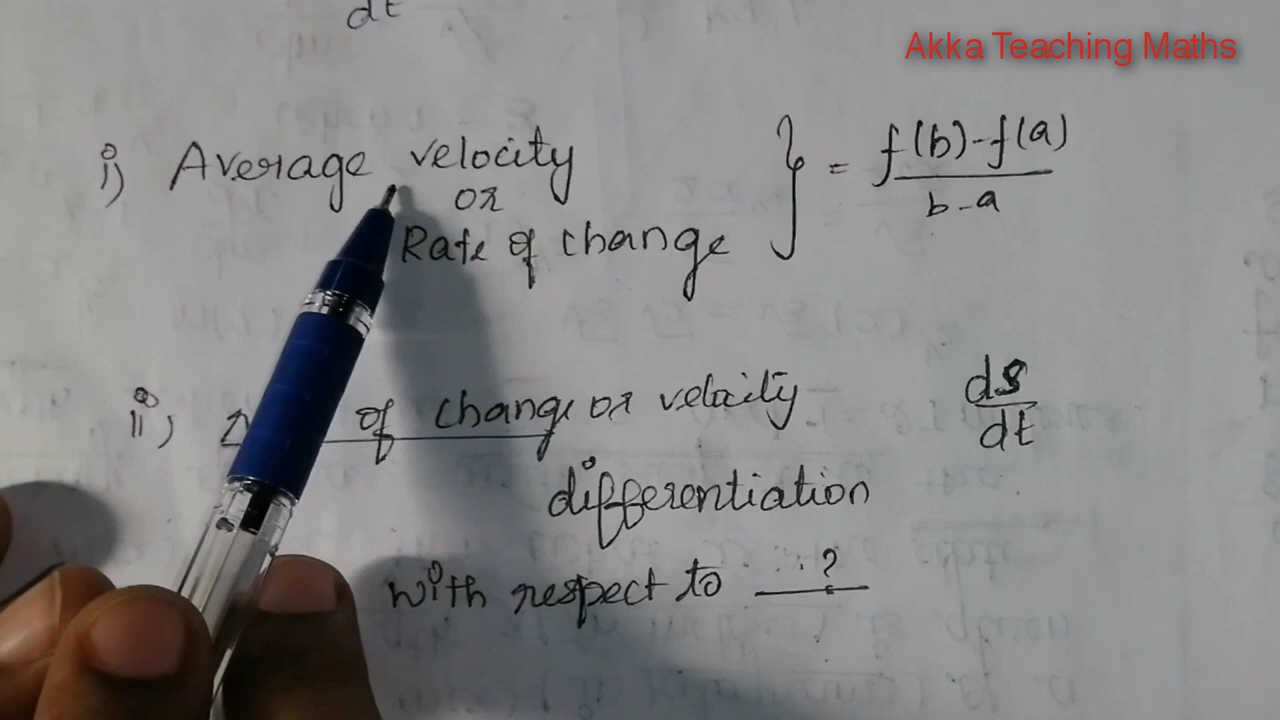 dt
Akka Teaching Maths
i) Average velocity
or
Rate of change } = f(b)-f(a) / b-a
ii) of change or velocity ds/dt
differentiation
with respect to ?